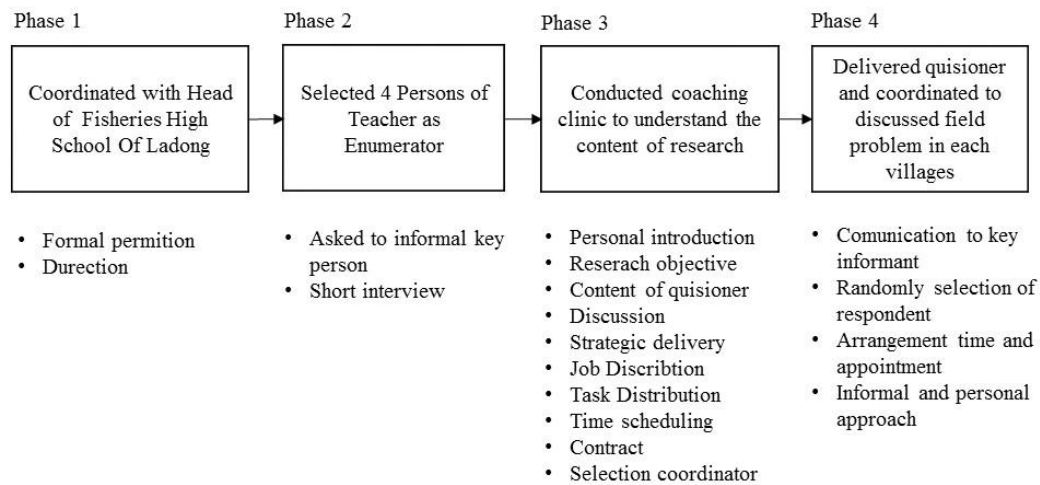 Phase 1
Coordinated with Head
of Fisheries High
School Of Ladong
• Formal permition
• Durection
Phase 2
Selected 4 Persons of
Teacher as
Enumerator
• Asked to informal key
person
• Short interview
Phase 3
Conducted coaching
clinic to understand the
content of research
• Personal introduction
• Reserach objective
• Content of quisioner
• Discussion
• Strategic delivery
• Job Discribtion
• Task Distribution
• Time scheduling
• Contract
• Selection coordinator
Phase 4
Delivered quisioner
and coordinated to
discussed field
problem in each
villages
• Comunication to key
informant
• Randomly selection of
respondent
• Arrangement time and
appointment
• Informal and personal
approach